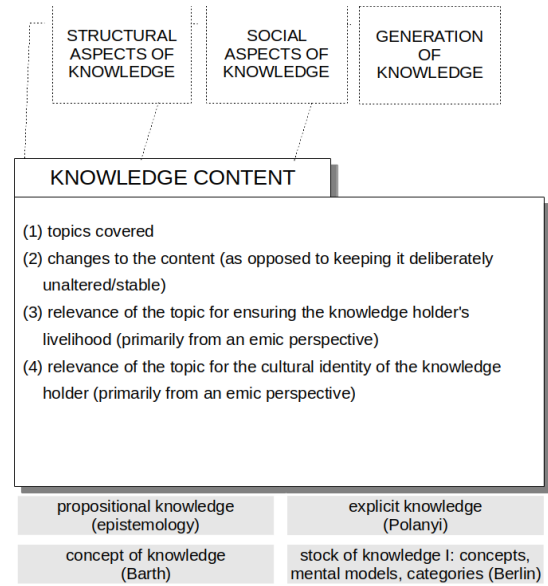 STRUCTURAL
ASPECTS OF
KNOWLEDGE
SOCIAL
ASPECTS OF
KNOWLEDGE
GENERATION
OF
KNOWLEDGE
KNOWLEDGE CONTENT
(1) topics covered
(2) changes to the content (as opposed to keeping it deliberately
unaltered/stable)
(3) relevance of the topic for ensuring the knowledge holder's
livelihood (primarily from an emic perspective)
(4) relevance of the topic for the cultural identity of the knowledge
holder (primarily from an emic perspective)
propositional knowledge
(epistemology)
explicit knowledge
(Polanyi)
concept of knowledge
(Barth)
stock of knowledge I: concepts,
mental models, categories (Berlin)